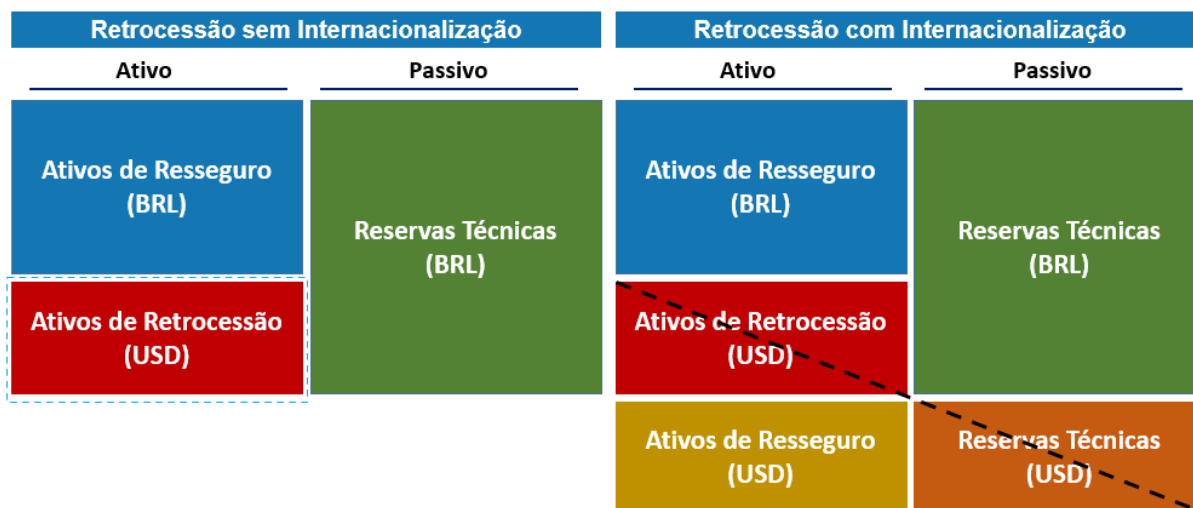 Retrocessão sem Internacionalização
Ativo
Passivo
Ativos de Resseguro
(BRL)
Reservas Técnicas
(BRL)
Ativos de Retrocessão
(USD)
Retrocessão com Internacionalização
Ativo
Passivo
Ativos de Resseguro
(BRL)
Reservas Técnicas
(BRL)
Ativos de Retrocessão
(USD)
Ativos de Resseguro
(USD)
Reservas Técnicas
(USD)